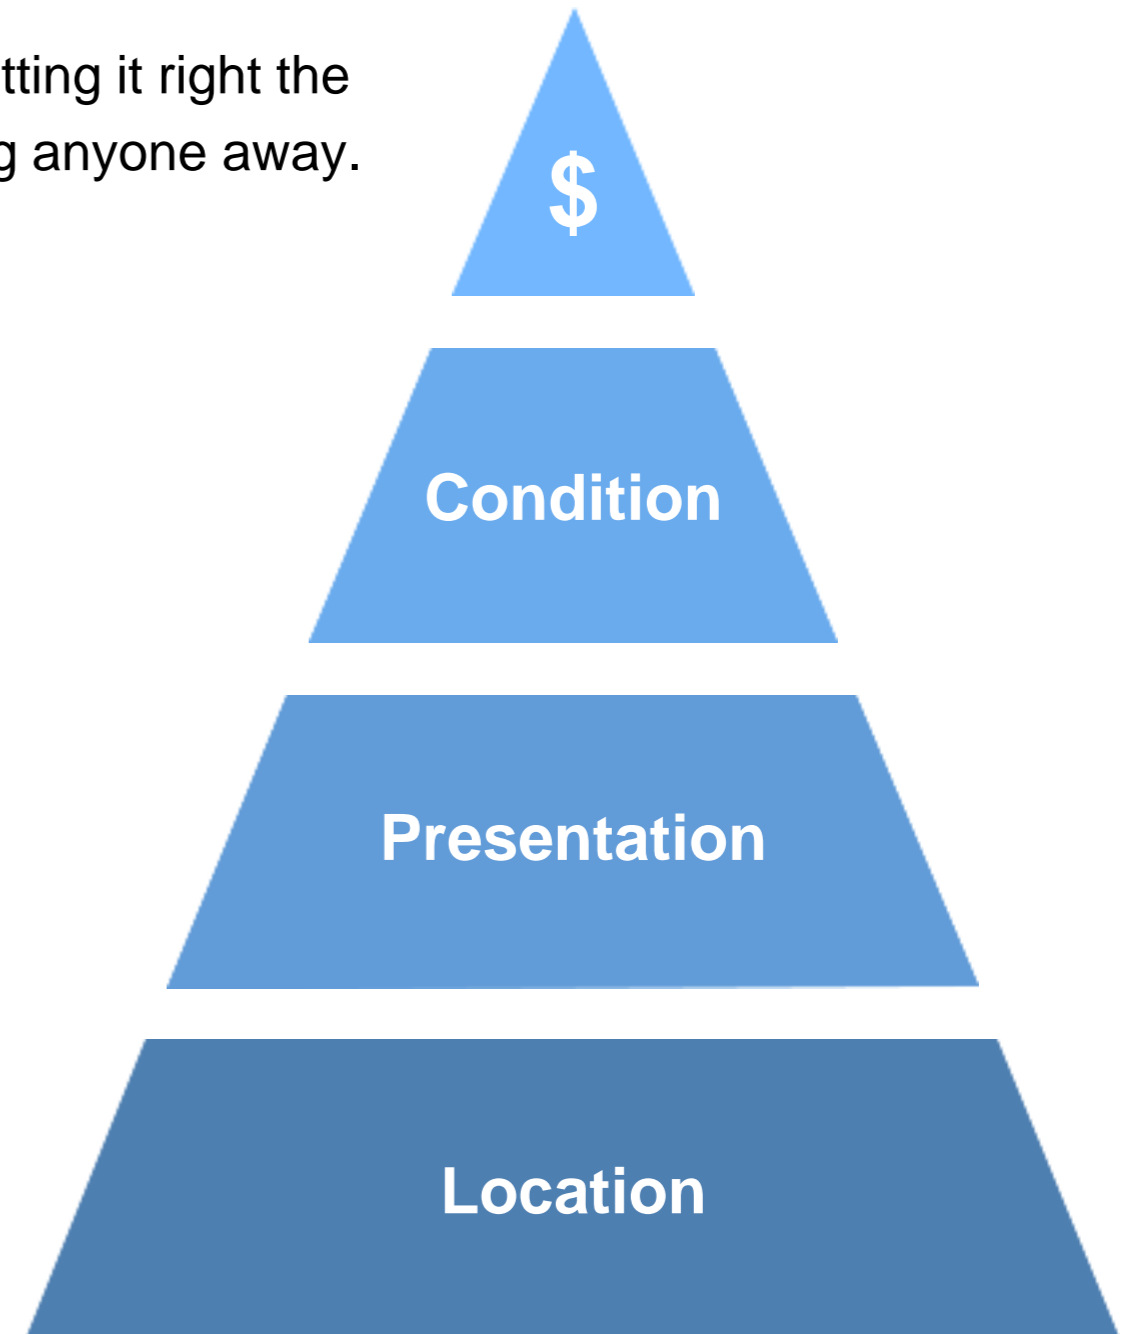 tting it right the
g anyone away.
$
Condition
Presentation
Location